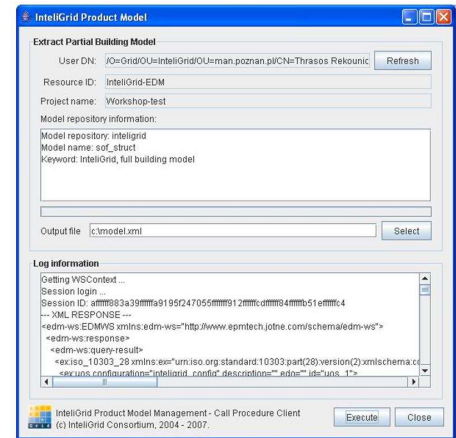 InteliGrid Product Model
Extract Partial Building Model
User DN: /O=Grid/OU=InteliGrid/OU=man.poznan.pl/CN=Thrasos Rekounic Refresh
Resource ID: InteliGrid-EDM
Project name: Workshop-test
Model repository information:
Model repository: inteligrid
Model name: sof_struct
Keyword: InteliGrid, full building model
Output file c:\model.xml Select
Log information
Getting WSContext ...
Session login ...
Session ID:
--- XML RESPONSE ---
<edm-ws:EDMWS xmlns:edm-ws="http://www.epmtech.jotne.com/schema/edm-ws">
<edm-ws:response>
<edm-ws:query-result>
<ex:iso_10303_28 xmlns:ex="urn:iso.org:standard:10303:part(28):version(2):xmlschema:cc
<ex:uos configuration="inteligrid_config" description="" edo="" id="uos_1">
InteliGrid Product Model Management - Call Procedure Client
(c) InteliGrid Consortium, 2004 - 2007.
Execute Close